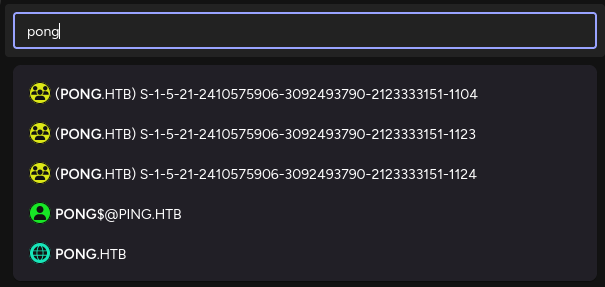 pong
(PONG.HTB) S-1-5-21-2410575906-3092493790-2123333151-1104
(PONG.HTB) S-1-5-21-2410575906-3092493790-2123333151-1123
(PONG.HTB) S-1-5-21-2410575906-3092493790-2123333151-1124
PONG$@PING.HTB
PONG.HTB